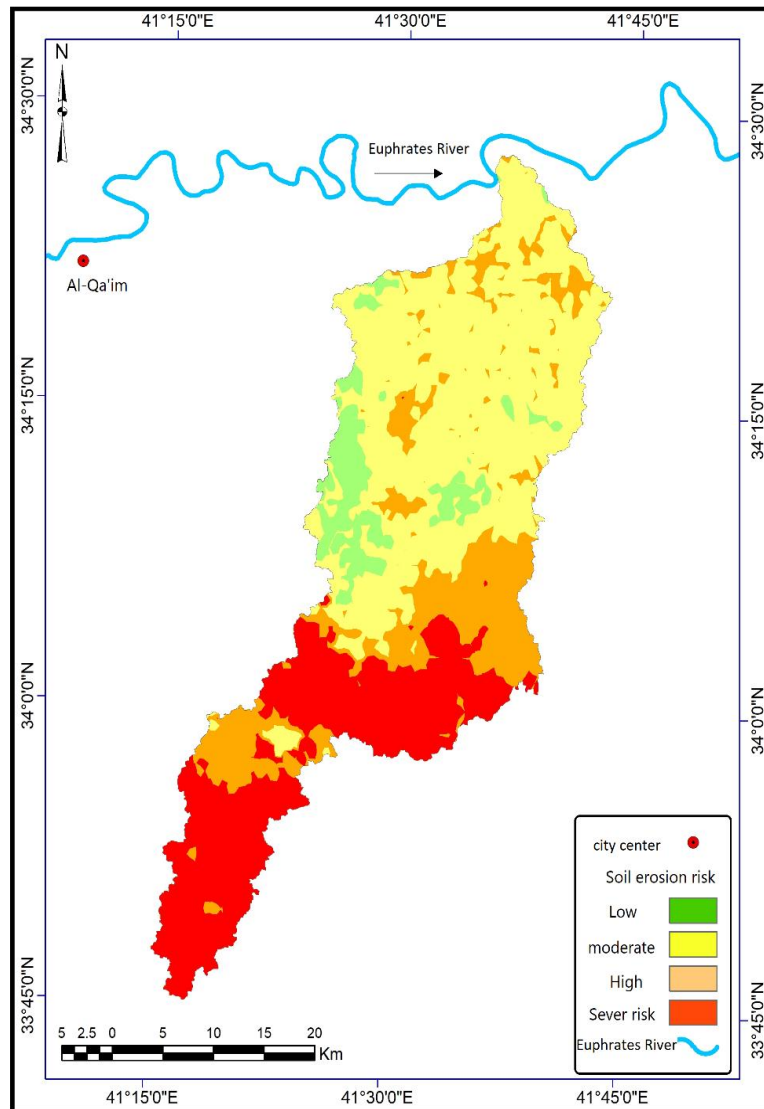 41°15'0"E 41°30'0"E 41°45'0"E
N
34°30'0"N
34°30'0"N
Euphrates River
Al-Qa'im
34°15'0"N
34°15'0"N
34°0'0"N
34°0'0"N
city center
Soil erosion risk
Low
moderate
High
Sever risk
Euphrates River
33°45'0"N
33°45'0"N
5 2.5 0 5 10 15 20
Km
41°15'0"E 41°30'0"E 41°45'0"E